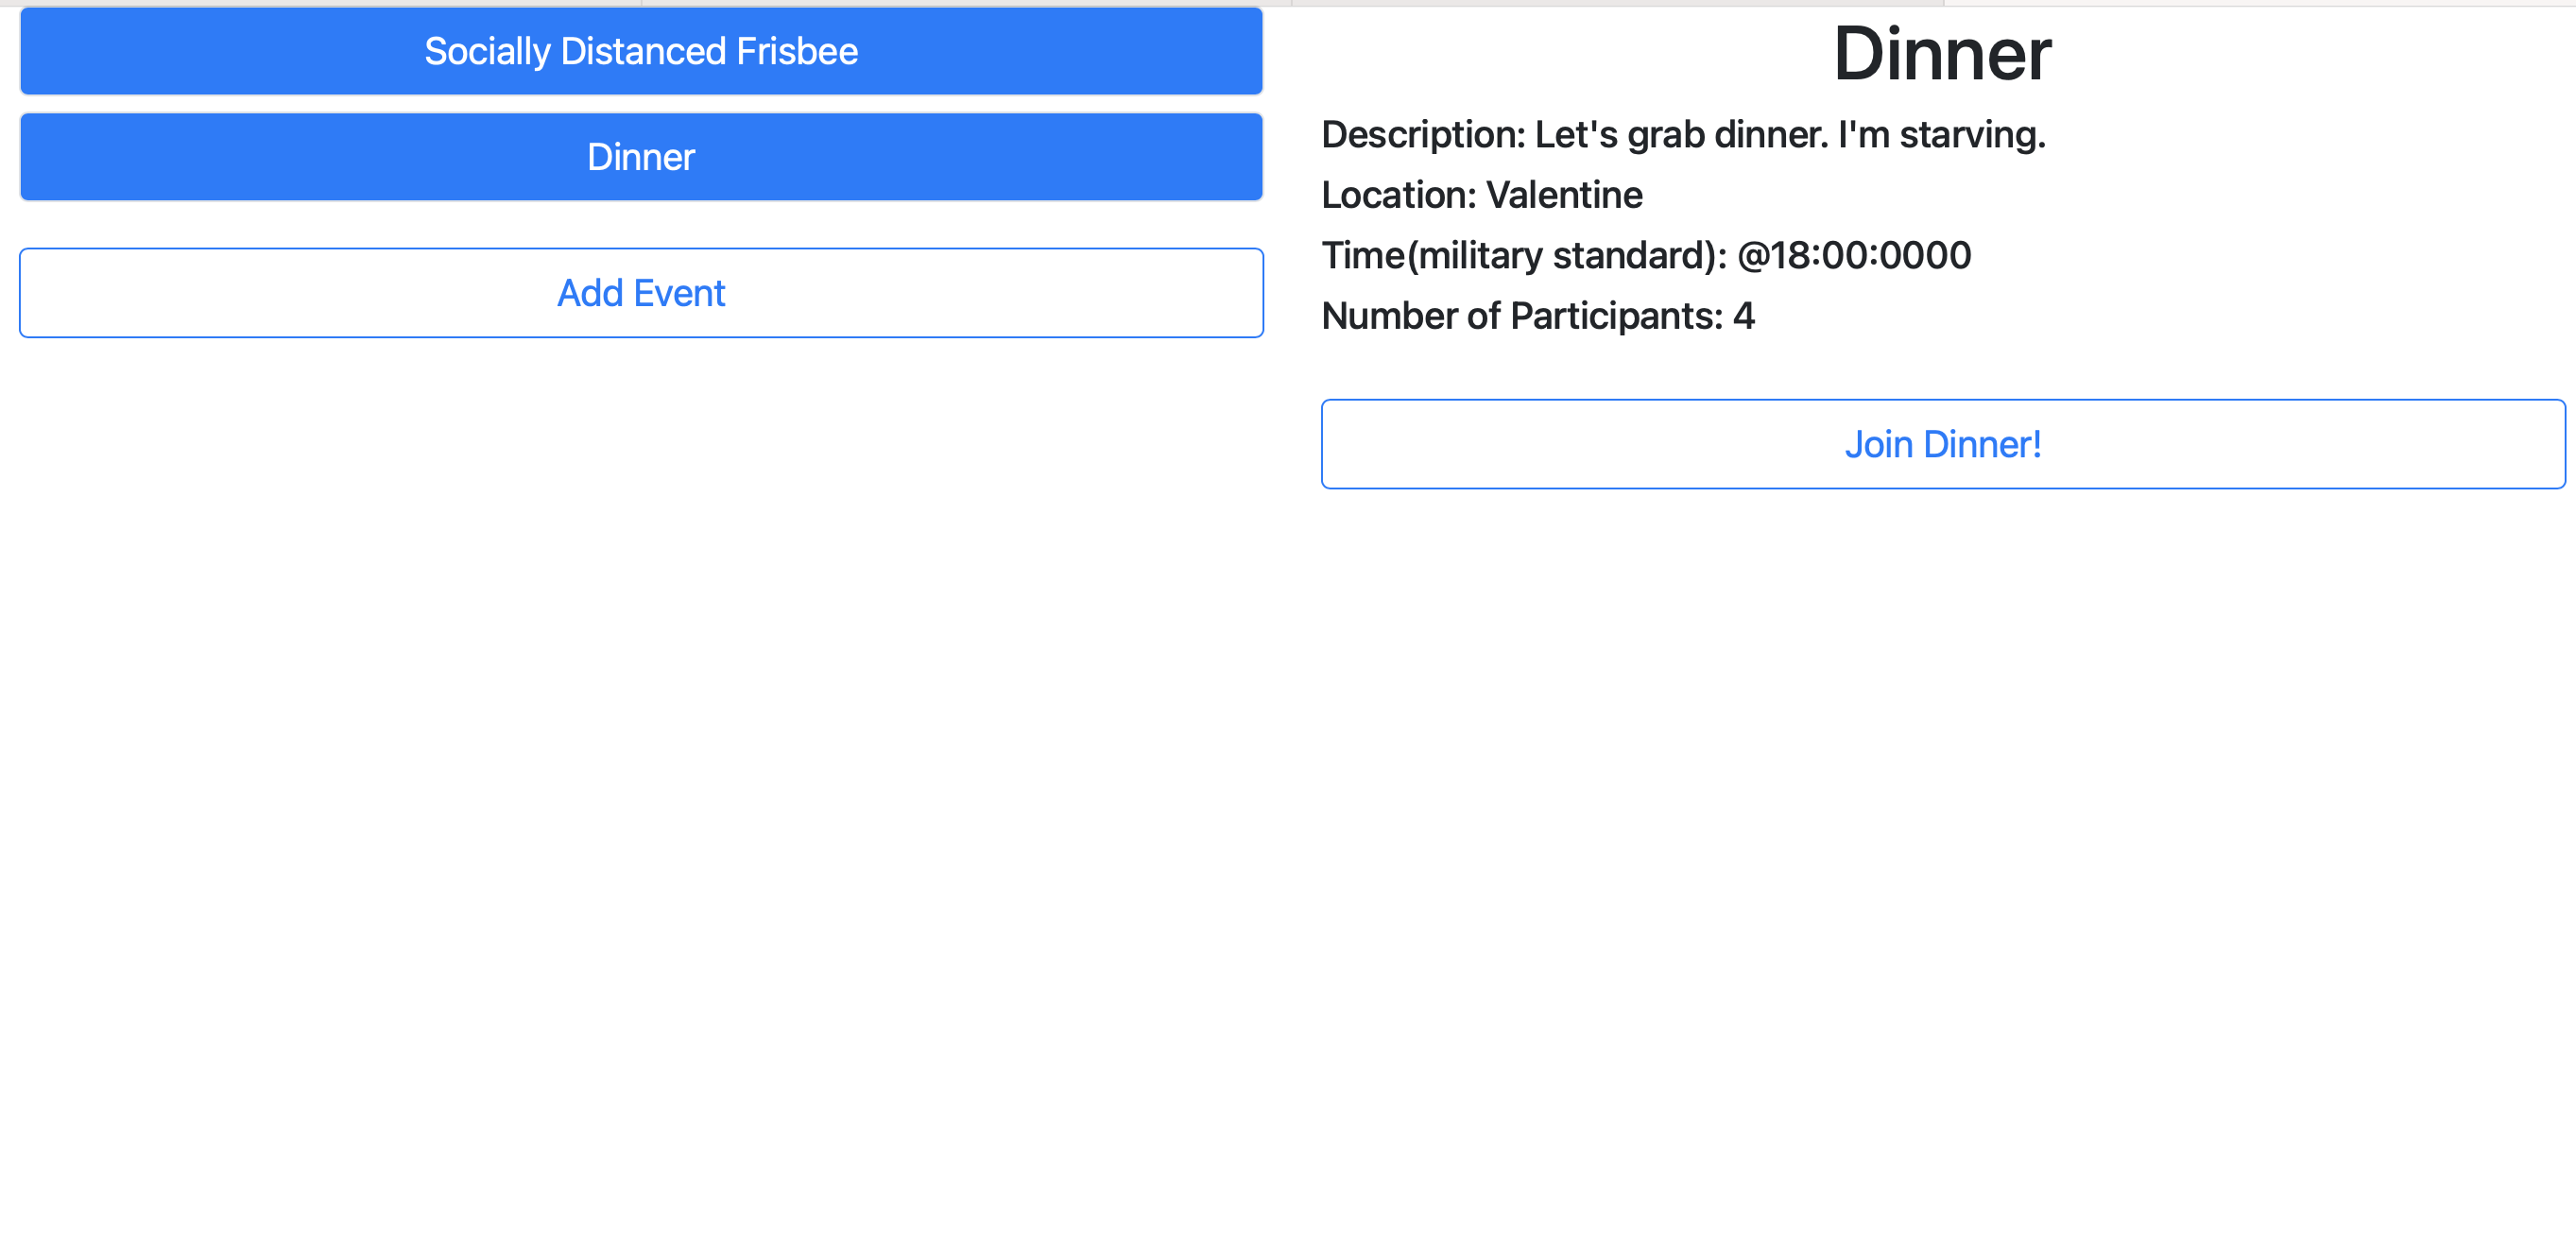 Socially Distanced Frisbee
Dinner
Add Event
Dinner
Description: Let's grab dinner. I'm starving.
Location: Valentine
Time(military standard): @18:00:0000
Number of Participants: 4
Join Dinner!